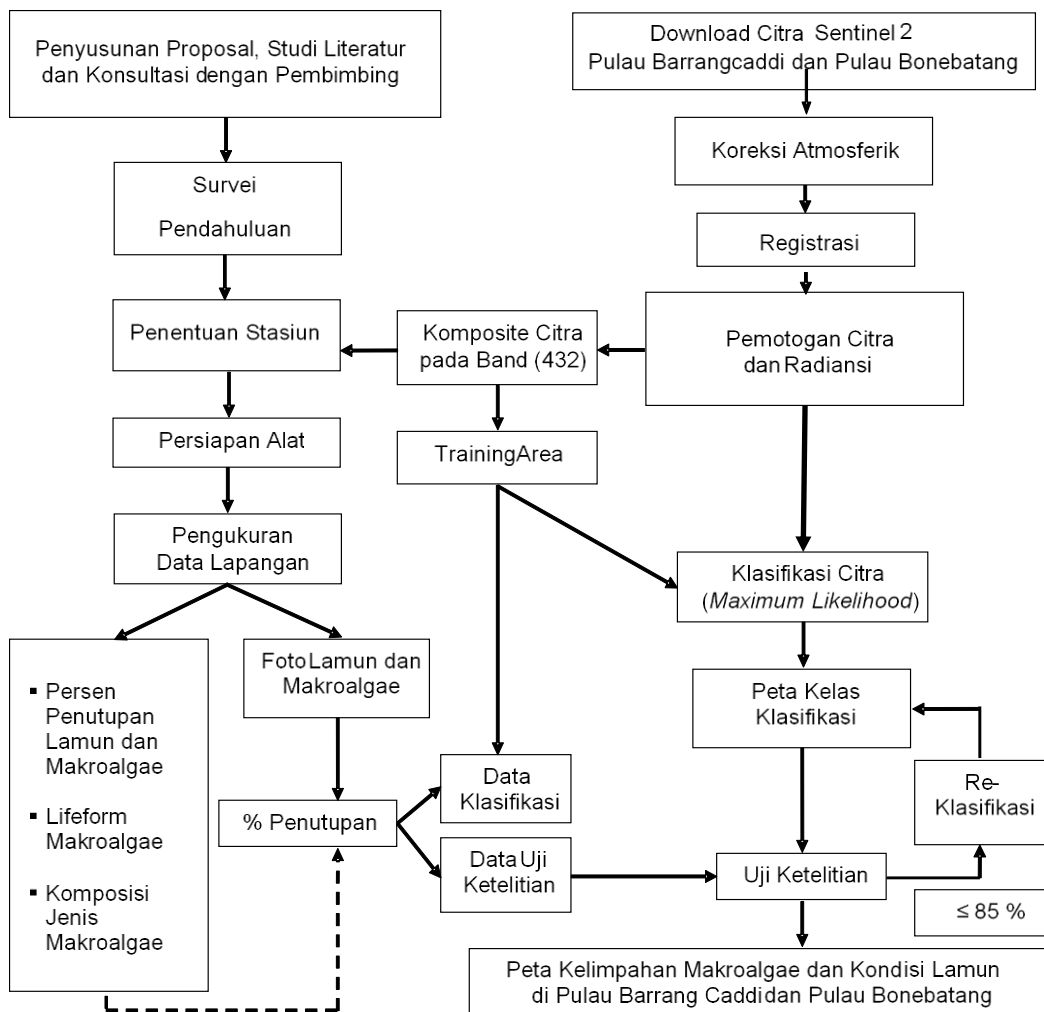 Penyusunan Proposal, Studi Literatur
dan Konsultasi dengan Pembimbing
Download Citra Sentinel 2
Pulau Barrangcaddi dan Pulau Bonebatang
Koreksi Atmosferik
Survei
Pendahuluan
Registrasi
Penentuan Stasiun
Komposite Citra
pada Band (432)
Pemotogan Citra
dan Radiansi
Persiapan Alat
TrainingArea
Pengukuran
Data Lapangan
Klasifikasi Citra
(Maximum Likelihood)
▪ Persen
Penutupan
Lamun dan
Makroalgae
▪ Lifeform
Makroalgae
▪ Komposisi
Jenis
Makroalgae
Foto Lamun dan
Makroalgae
Peta Kelas
Klasifikasi
% Penutupan
Data
Klasifikasi
Data Uji
Ketelitian
Uji Ketelitian
Re-
Klasifikasi
≤ 85 %
Peta Kelimpahan Makroalgae dan Kondisi Lamun
di Pulau Barrang Caddidan Pulau Bonebatang